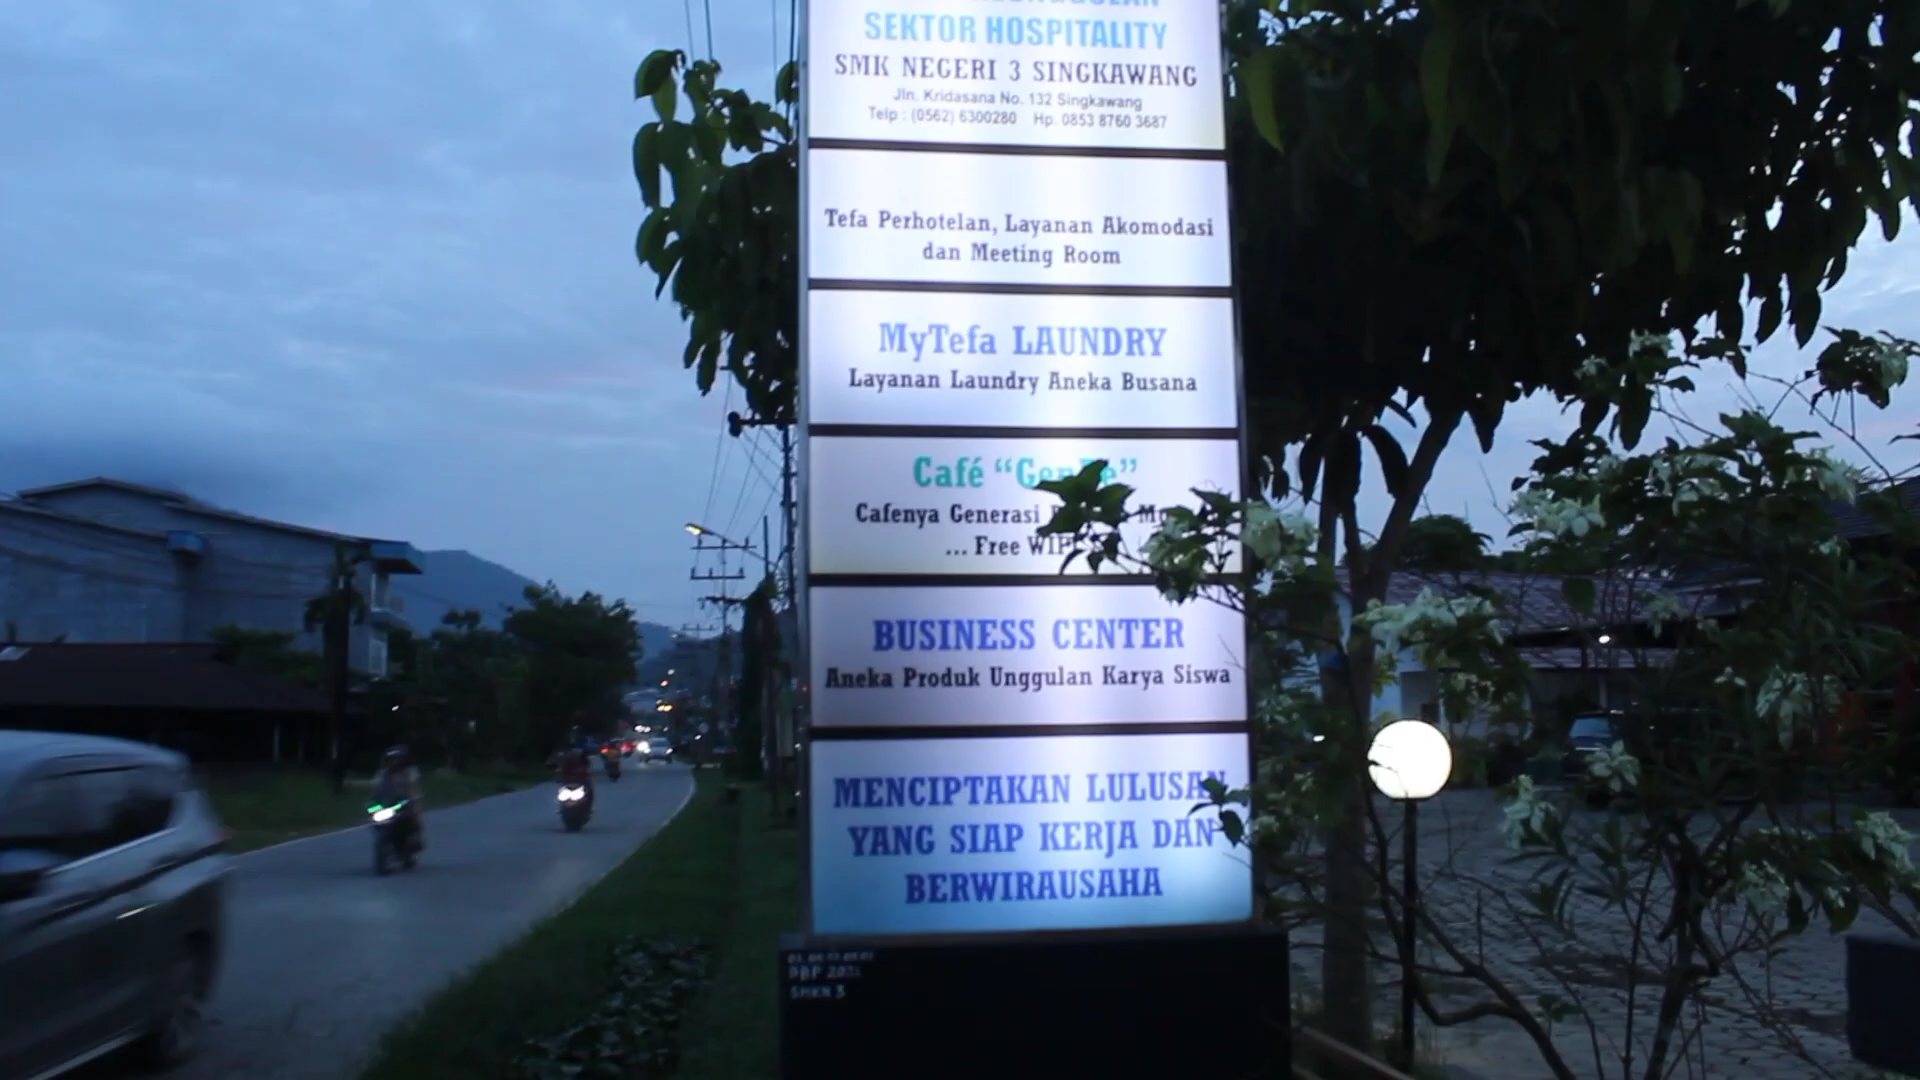 SEKTOR HOSPITALITY
SMK NEGERI 3 SINGKAWANG
Jln. Kridasana No. 132 Singkawang
Telp : (0562) 6300280 Hp. 0853 8760 3687
Tefa Perhotelan, Layanan Akomodasi
dan Meeting Room
MyTefa LAUNDRY
Layanan Laundry Aneka Busana
Café
Cafenya Generasi
... Free
BUSINESS CENTER
Aneka Produk Unggulan Karya Siswa
MENCIPTAKAN LULUSAN
YANG SIAP KERJA DAN
BERWIRAUSAHA
SMKN 3